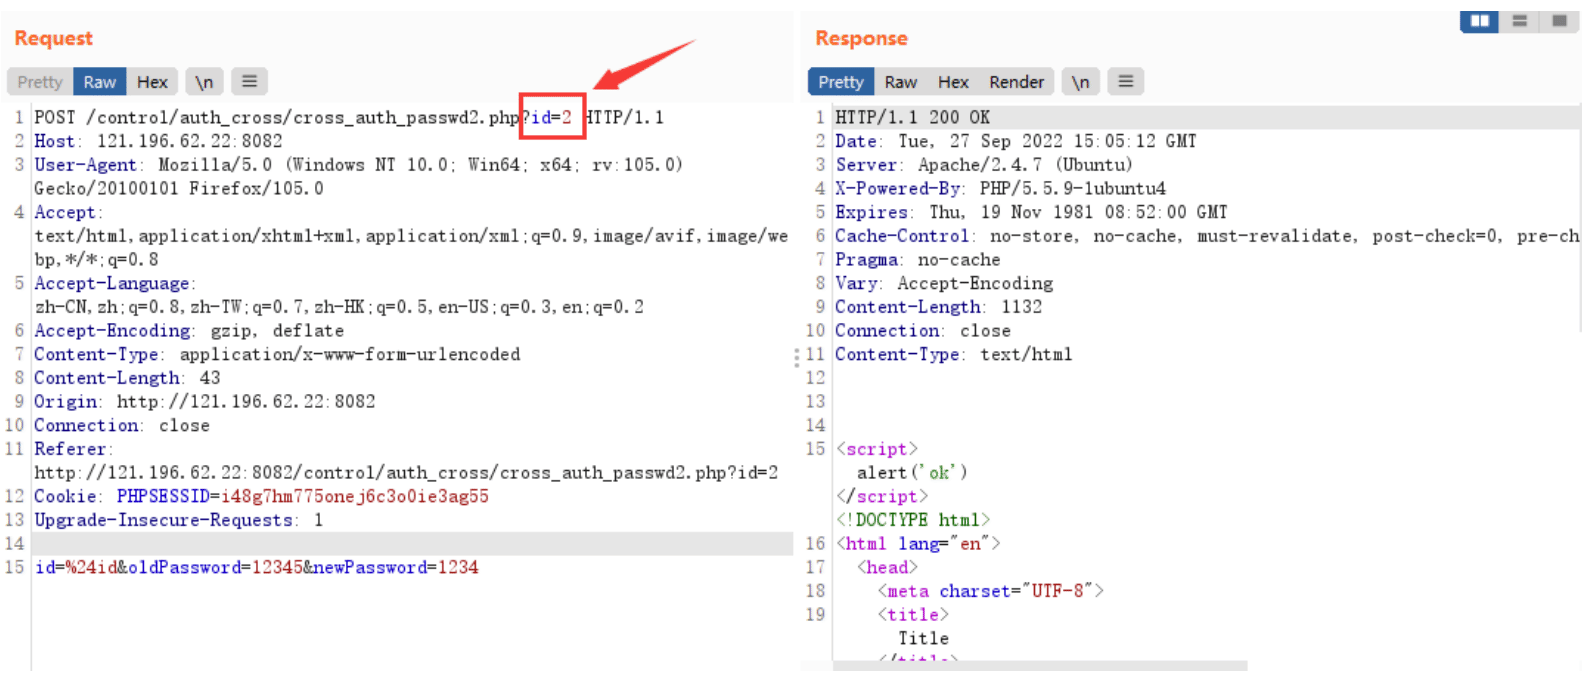 Request
Pretty Raw Hex \n
1 POST /control/auth_cross/cross_auth_passwd2.php?id=2 HTTP/1.1
2 Host: 121.196.62.22:8082
3 User-Agent: Mozilla/5.0 (Windows NT 10.0; Win64; x64; rv:105.0)
Gecko/20100101 Firefox/105.0
4 Accept:
text/html,application/xhtml+xml,application/xml;q=0.9,image/avif,image/we
bp,*/*;q=0.8
5 Accept-Language:
zh-CN,zh;q=0.8,zh-TW;q=0.7,zh-HK;q=0.5,en-US;q=0.3,en;q=0.2
6 Accept-Encoding: gzip, deflate
7 Content-Type: application/x-www-form-urlencoded
8 Content-Length: 43
9 Origin: http://121.196.62.22:8082
10 Connection: close
11 Referer:
http://121.196.62.22:8082/control/auth_cross/cross_auth_passwd2.php?id=2
12 Cookie: PHPSESSID=i48g7hm775onej6c3o0ie3ag55
13 Upgrade-Insecure-Requests: 1
14
15 id=%24id&oldPassword=12345&newPassword=1234
Response
Pretty Raw Hex Render \n
1 HTTP/1.1 200 OK
2 Date: Tue, 27 Sep 2022 15:05:12 GMT
3 Server: Apache/2.4.7 (Ubuntu)
4 X-Powered-By: PHP/5.5.9-1ubuntu4
5 Expires: Thu, 19 Nov 1981 08:52:00 GMT
6 Cache-Control: no-store, no-cache, must-revalidate, post-check=0, pre-ch
7 Pragma: no-cache
8 Vary: Accept-Encoding
9 Content-Length: 1132
10 Connection: close
11 Content-Type: text/html
12
13
14
15 <script>
alert('ok')
</script>
<!DOCTYPE html>
16 <html lang="en">
17 <head>
18 <meta charset="UTF-8">
19 <title>
Title
</title>